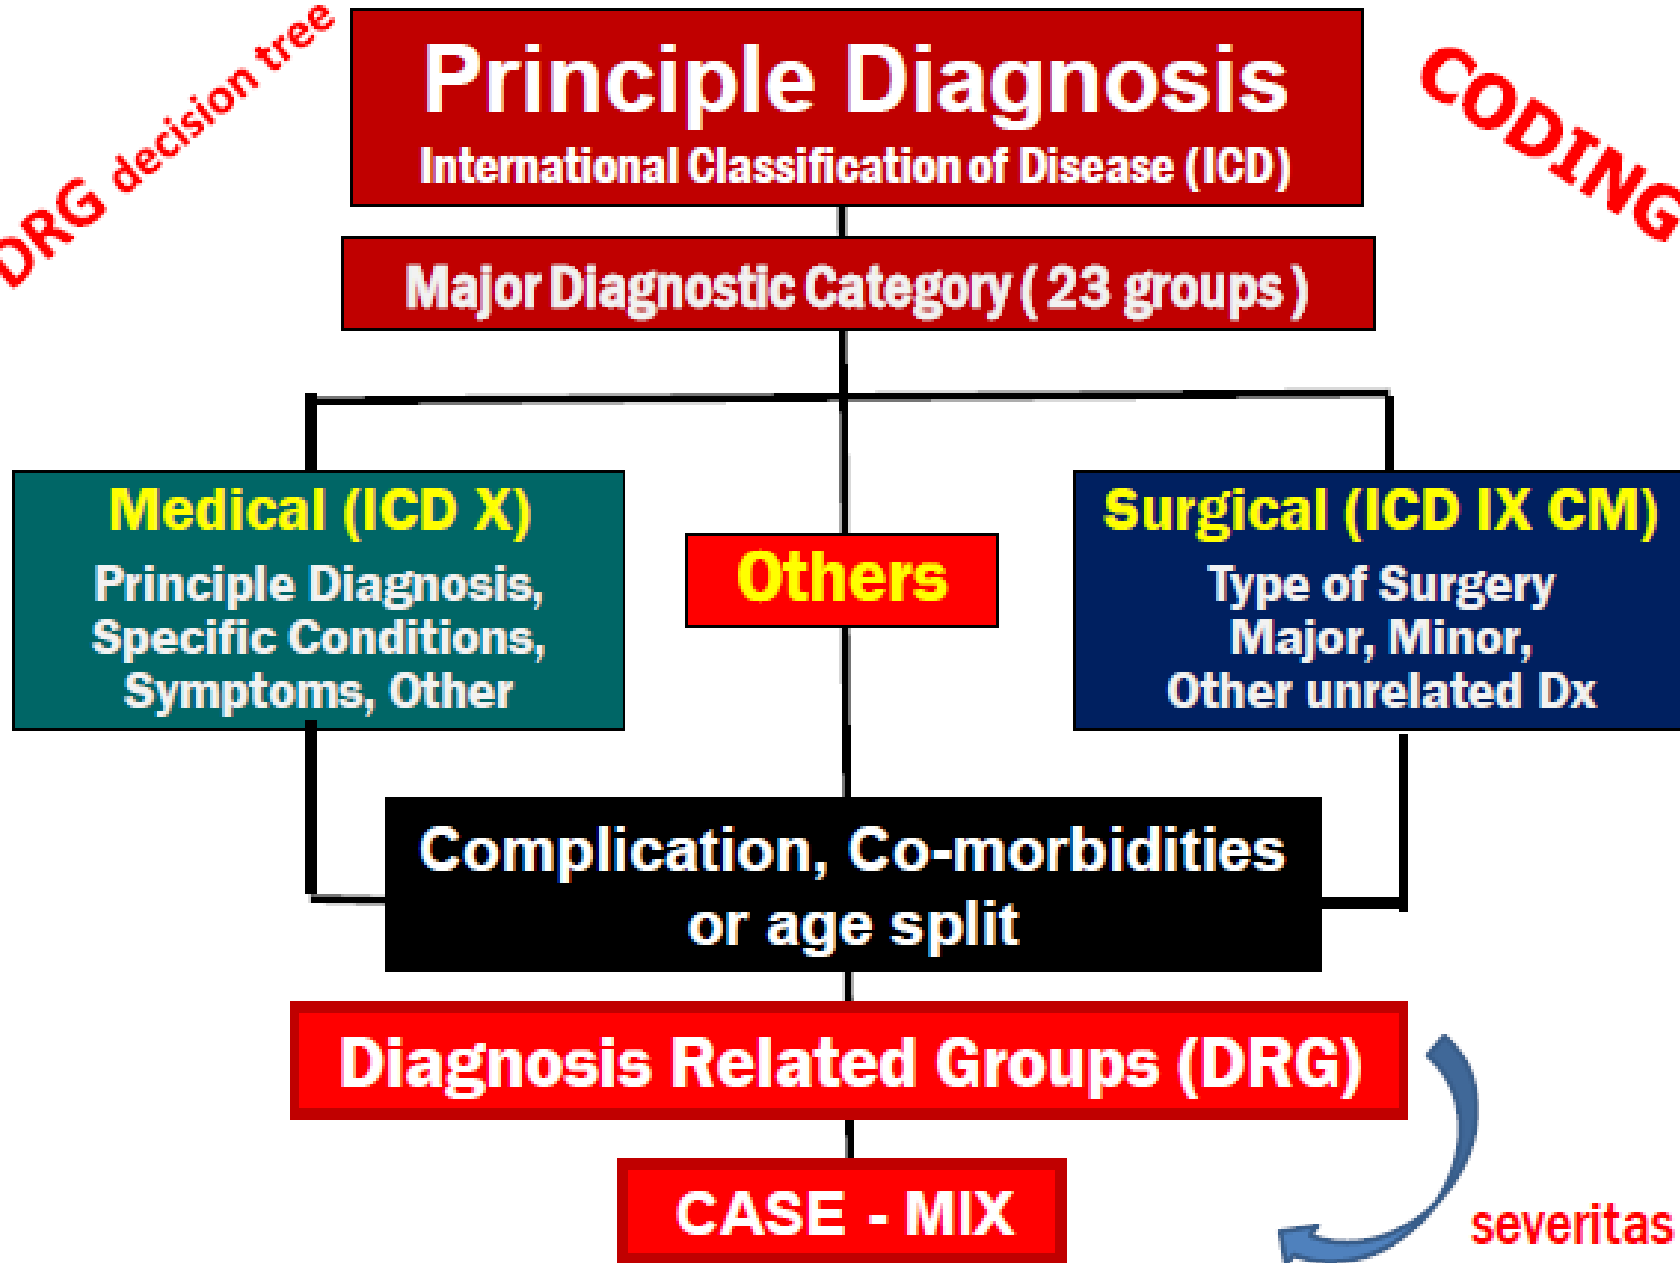 DRG decision tree
Principle Diagnosis
International Classification of Disease (ICD)
CODING
Major Diagnostic Category ( 23 groups )
Medical (ICD X)
Principle Diagnosis,
Specific Conditions,
Symptoms, Other
Others
Surgical (ICD IX CM)
Type of Surgery
Major, Minor,
Other unrelated Dx
Complication, Co-morbidities
or age split
Diagnosis Related Groups (DRG)
CASE - MIX
severitas